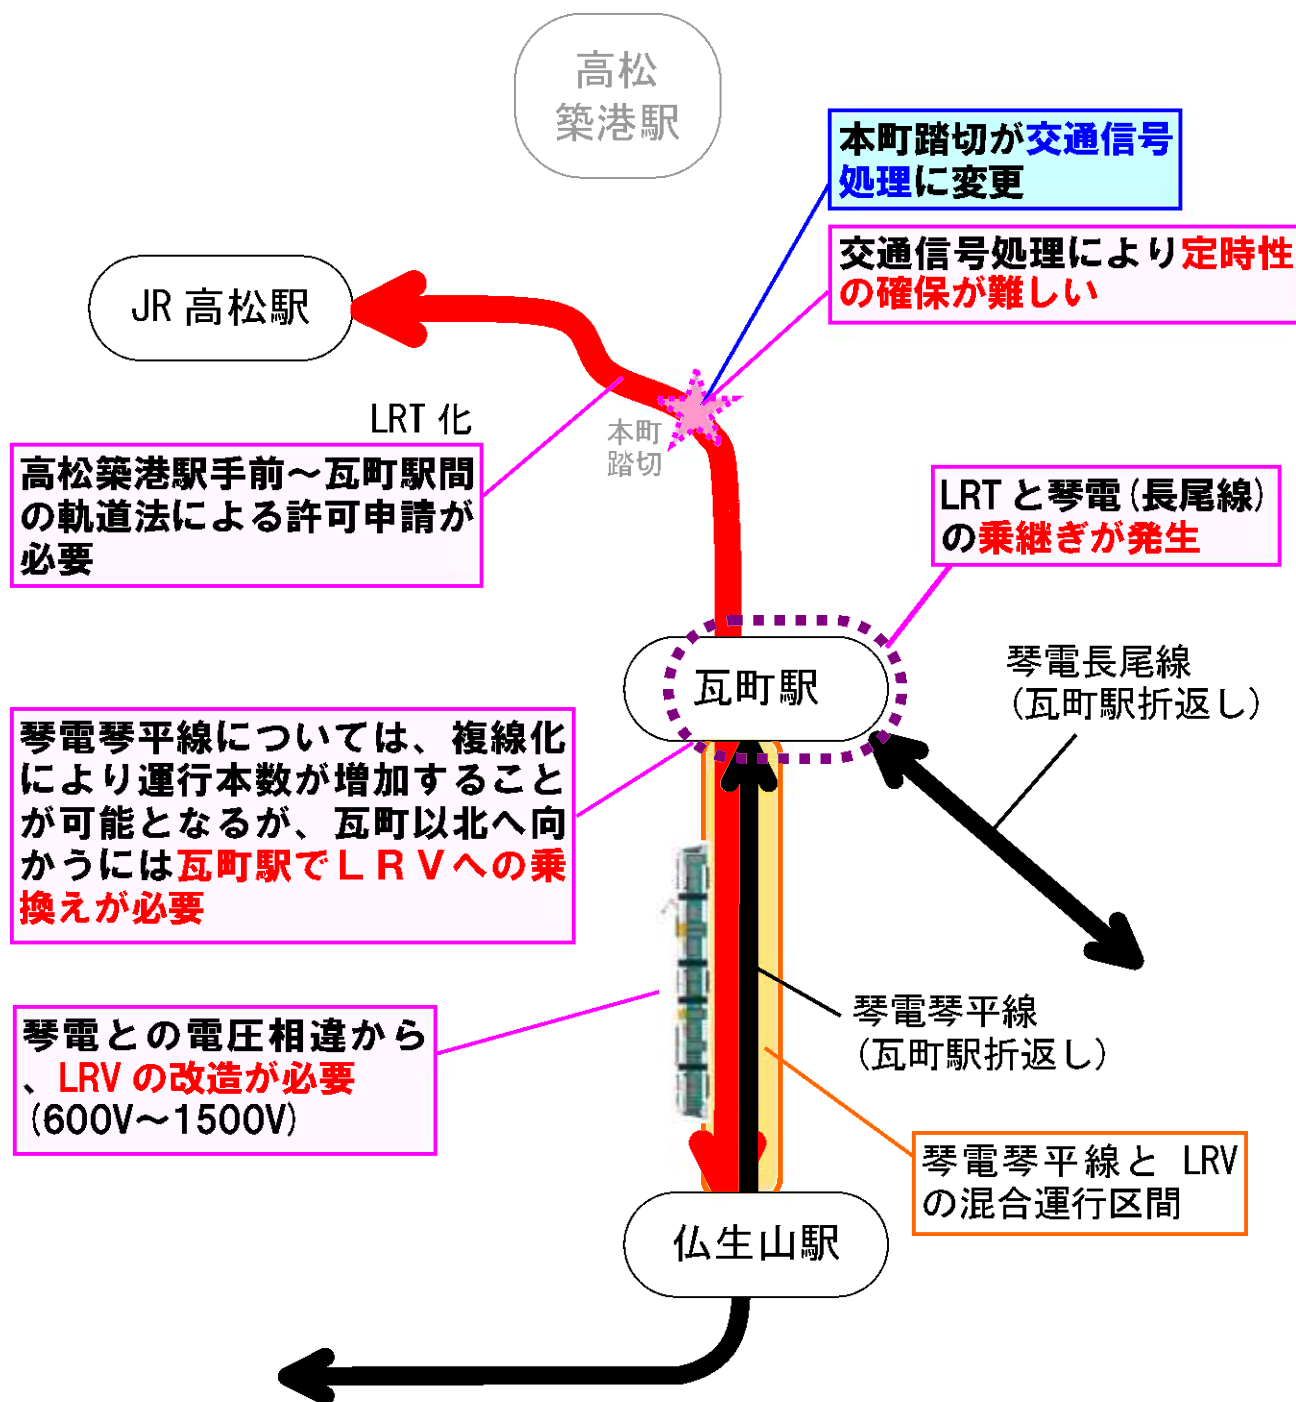 高松
築港駅
本町踏切が交通信号
処理に変更
交通信号処理により定時性
の確保が難しい
JR 高松駅
LRT 化
本町
踏切
高松築港駅手前～瓦町駅間
の軌道法による許可申請が
必要
LRT と琴電(長尾線)
の乗継ぎが発生
瓦町駅
琴電長尾線
(瓦町駅折返し)
琴電琴平線については、複線化
により運行本数が増加すること
が可能となるが、瓦町以北へ向
かうには瓦町駅でＬＲＶへの乗
換えが必要
琴電琴平線
(瓦町駅折返し)
琴電との電圧相違から
、LRV の改造が必要
(600V～1500V)
琴電琴平線と LRV
の混合運行区間
仏生山駅